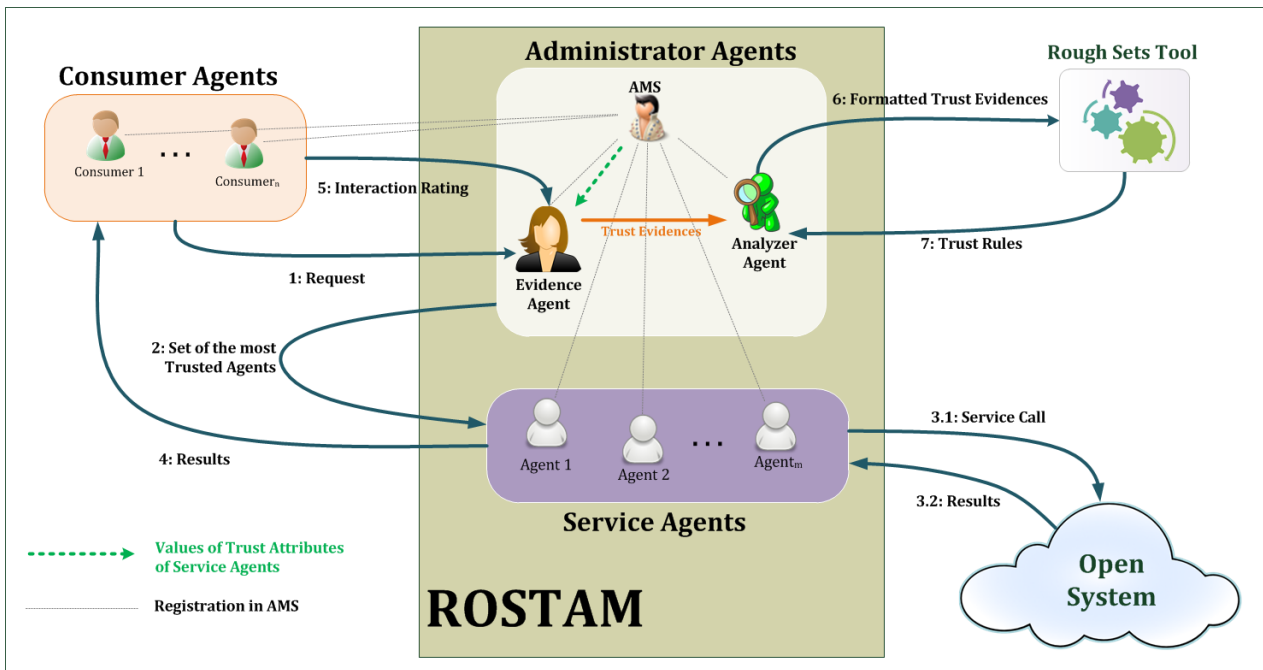 Consumer Agents
Consumer 1
...
Consumerₙ
Administrator Agents
AMS
Rough Sets Tool
6: Formatted Trust Evidences
5: Interaction Rating
Trust Evidences
Analyzer
Agent
7: Trust Rules
1: Request
Evidence
Agent
2: Set of the most
Trusted Agents
4: Results
Agent 1
Agent 2
...
Agentₘ
Service Agents
3.1: Service Call
3.2: Results
Open
System
Values of Trust Attributes
of Service Agents
Registration in AMS
ROSTAM